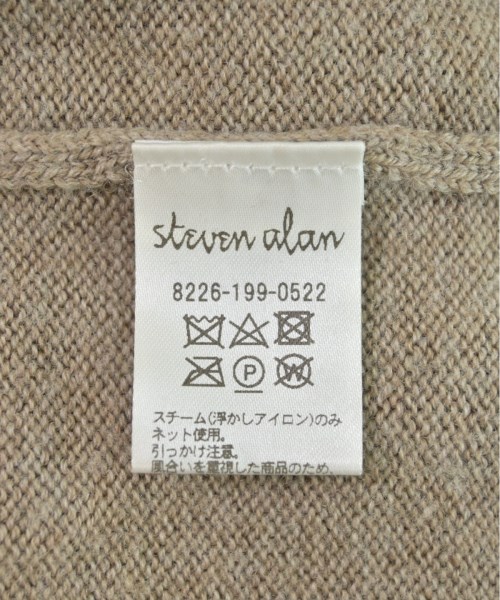 steven alan
8226-199-0522
P W
スチーム(浮かしアイロン)のみ
ネット使用。
引っかけ注意。
風合いを重視した商品のため、